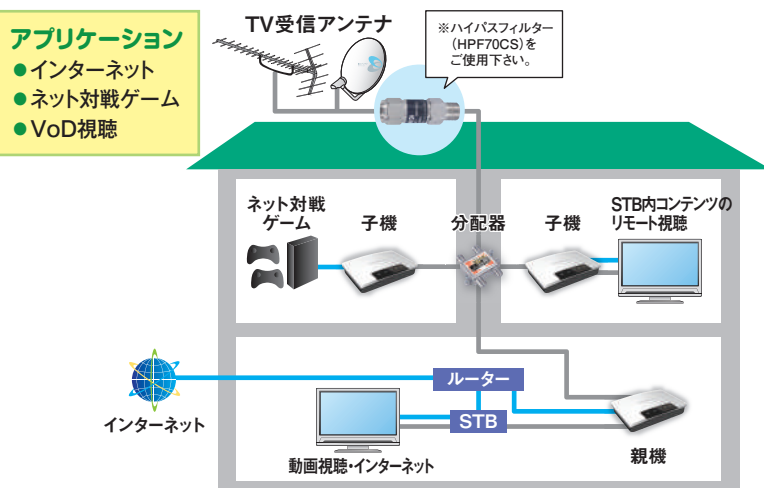 アプリケーション
●インターネット
●ネット対戦ゲーム
●VoD視聴
TV受信アンテナ
※ハイパスフィルター
(HPF70CS)を
ご使用下さい。
ネット対戦
ゲーム
子機
分配器
子機
STB内コンテンツの
リモート視聴
インターネット
ルーター
STB
動画視聴・インターネット
親機